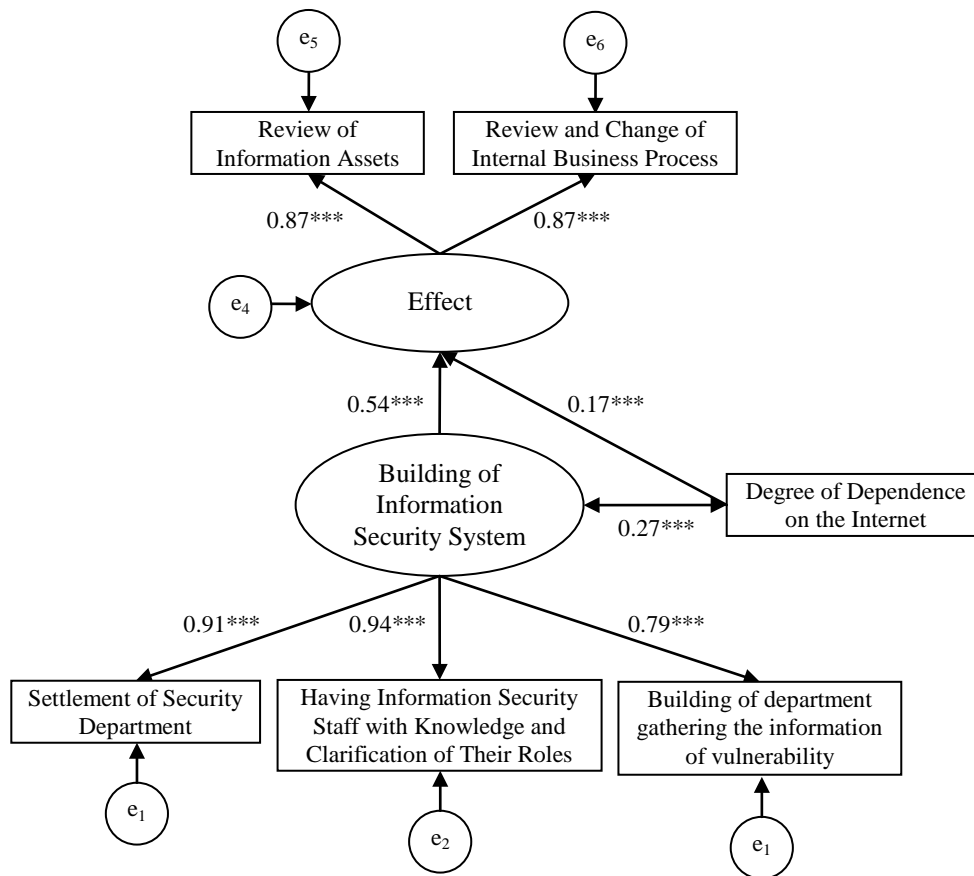 e₅
e₆
Review of
Information Assets
Review and Change of
Internal Business Process
0.87***
0.87***
e₄
Effect
0.54***
0.17***
Building of
Information
Security System
Degree of Dependence
on the Internet
0.27***
0.91***
0.94***
0.79***
Settlement of Security
Department
Having Information Security
Staff with Knowledge and
Clarification of Their Roles
Building of department
gathering the information
of vulnerability
e₁
e₂
e₁